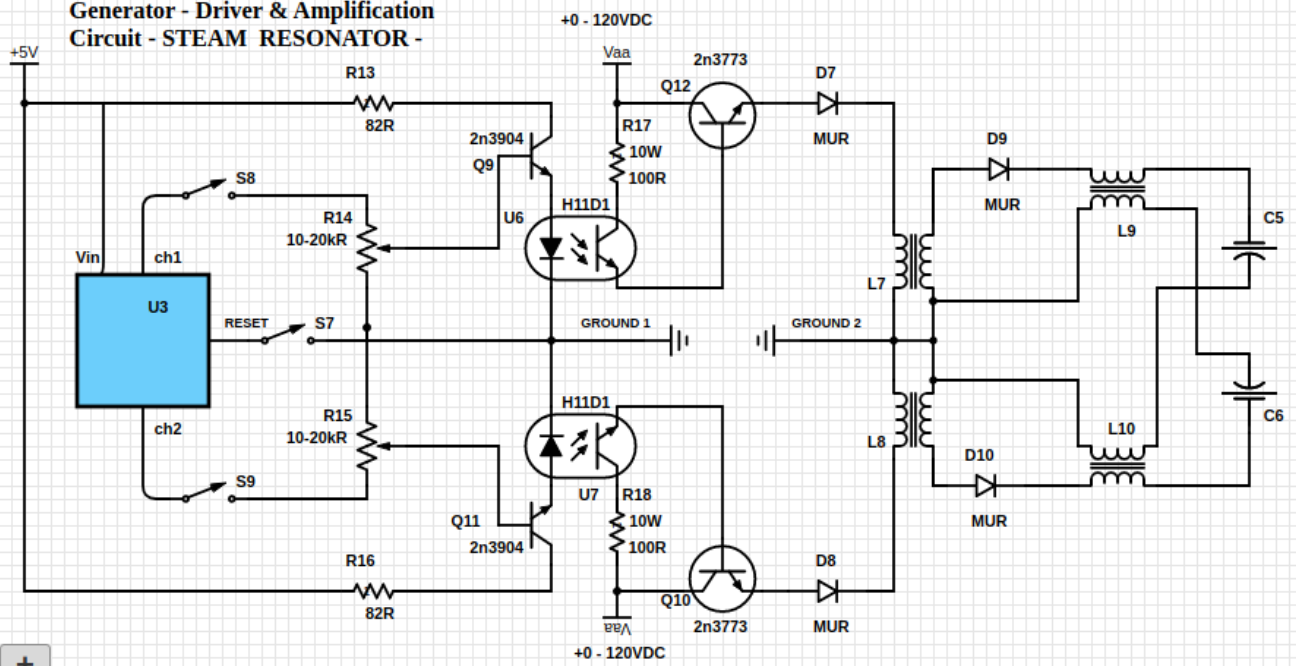 Generator - Driver & Amplification
Circuit - STEAM RESONATOR -
+0 - 120VDC
+5V
Vaa
2n3773
R13
D7
Q12
82R
R17
2n3904
10W
MUR
D9
Q9
100R
S8
H11D1
MUR
R14
U6
C5
10-20kR
L9
Vin
ch1
L7
U3
RESET
S7
GROUND 1
GROUND 2
H11D1
R15
C6
ch2
10-20kR
L8
L10
D10
S9
U7
R18
Q11
10W
MUR
2n3904
100R
R16
D8
Q10
82R
Vaa
2n3773
MUR
+0 - 120VDC
+